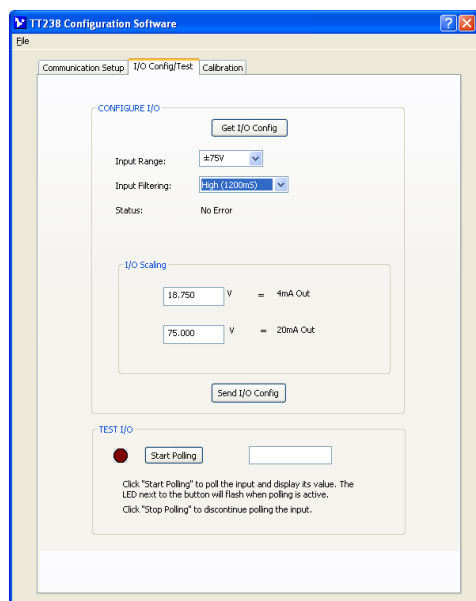 TT238 Configuration Software
File
Communication Setup I/O Config/Test Calibration
CONFIGURE I/O
Get I/O Config
Input Range: ±75V
Input Filtering: High (1200mS)
Status: No Error
I/O Scaling
18.750 V = 4mA Out
75.000 V = 20mA Out
Send I/O Config
TEST I/O
Start Polling
Click "Start Polling" to poll the input and display its value. The
LED next to the button will flash when polling is active.
Click "Stop Polling" to discontinue polling the input.